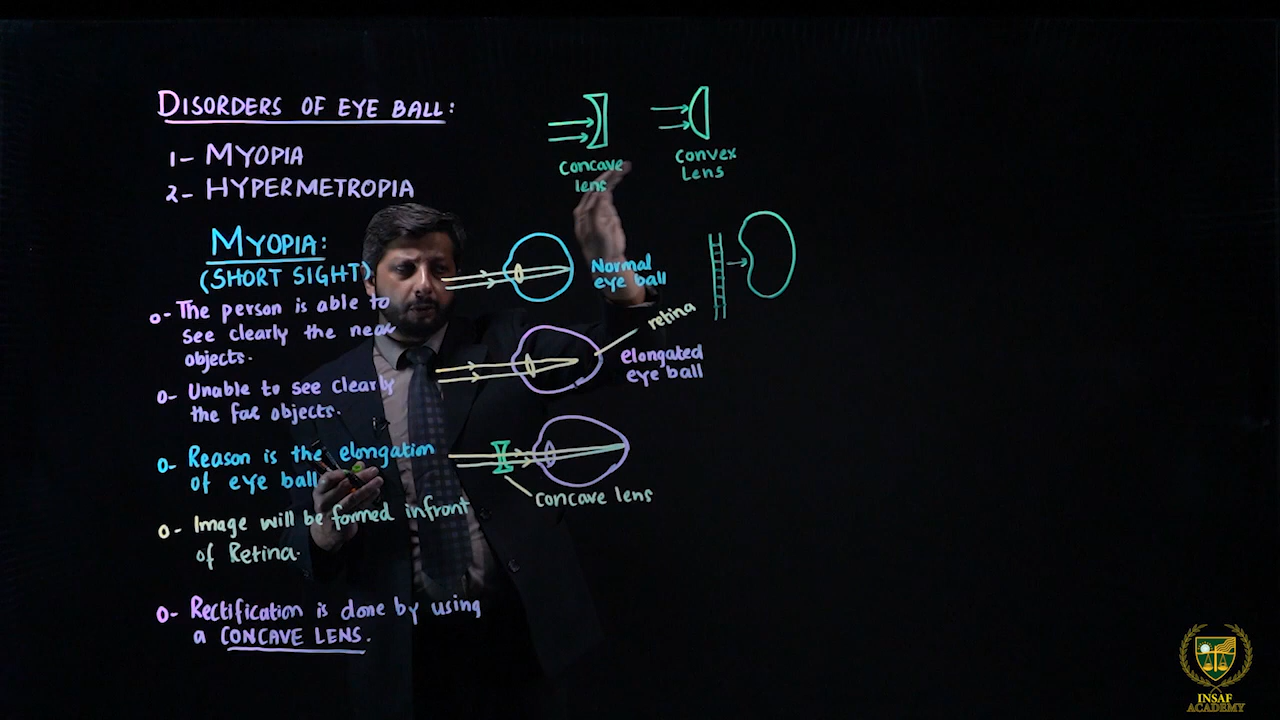 DISORDERS OF EYE BALL:
1- MYOPIA
2- HYPERMETROPIA
MYOPIA:
(SHORT SIGHT)
o- The person is able to
see clearly the near
objects.
o- Unable to see clearly
the far objects.
o- Reason is the elongation
of eye ball
o- Image will be formed infront
of Retina.
o- Rectification is done by using
a CONCAVE LENS.
Concave
lens
Convex
Lens
Normal
eye ball
retina
elongated
eye ball
Concave lens
INSAF
ACADEMY